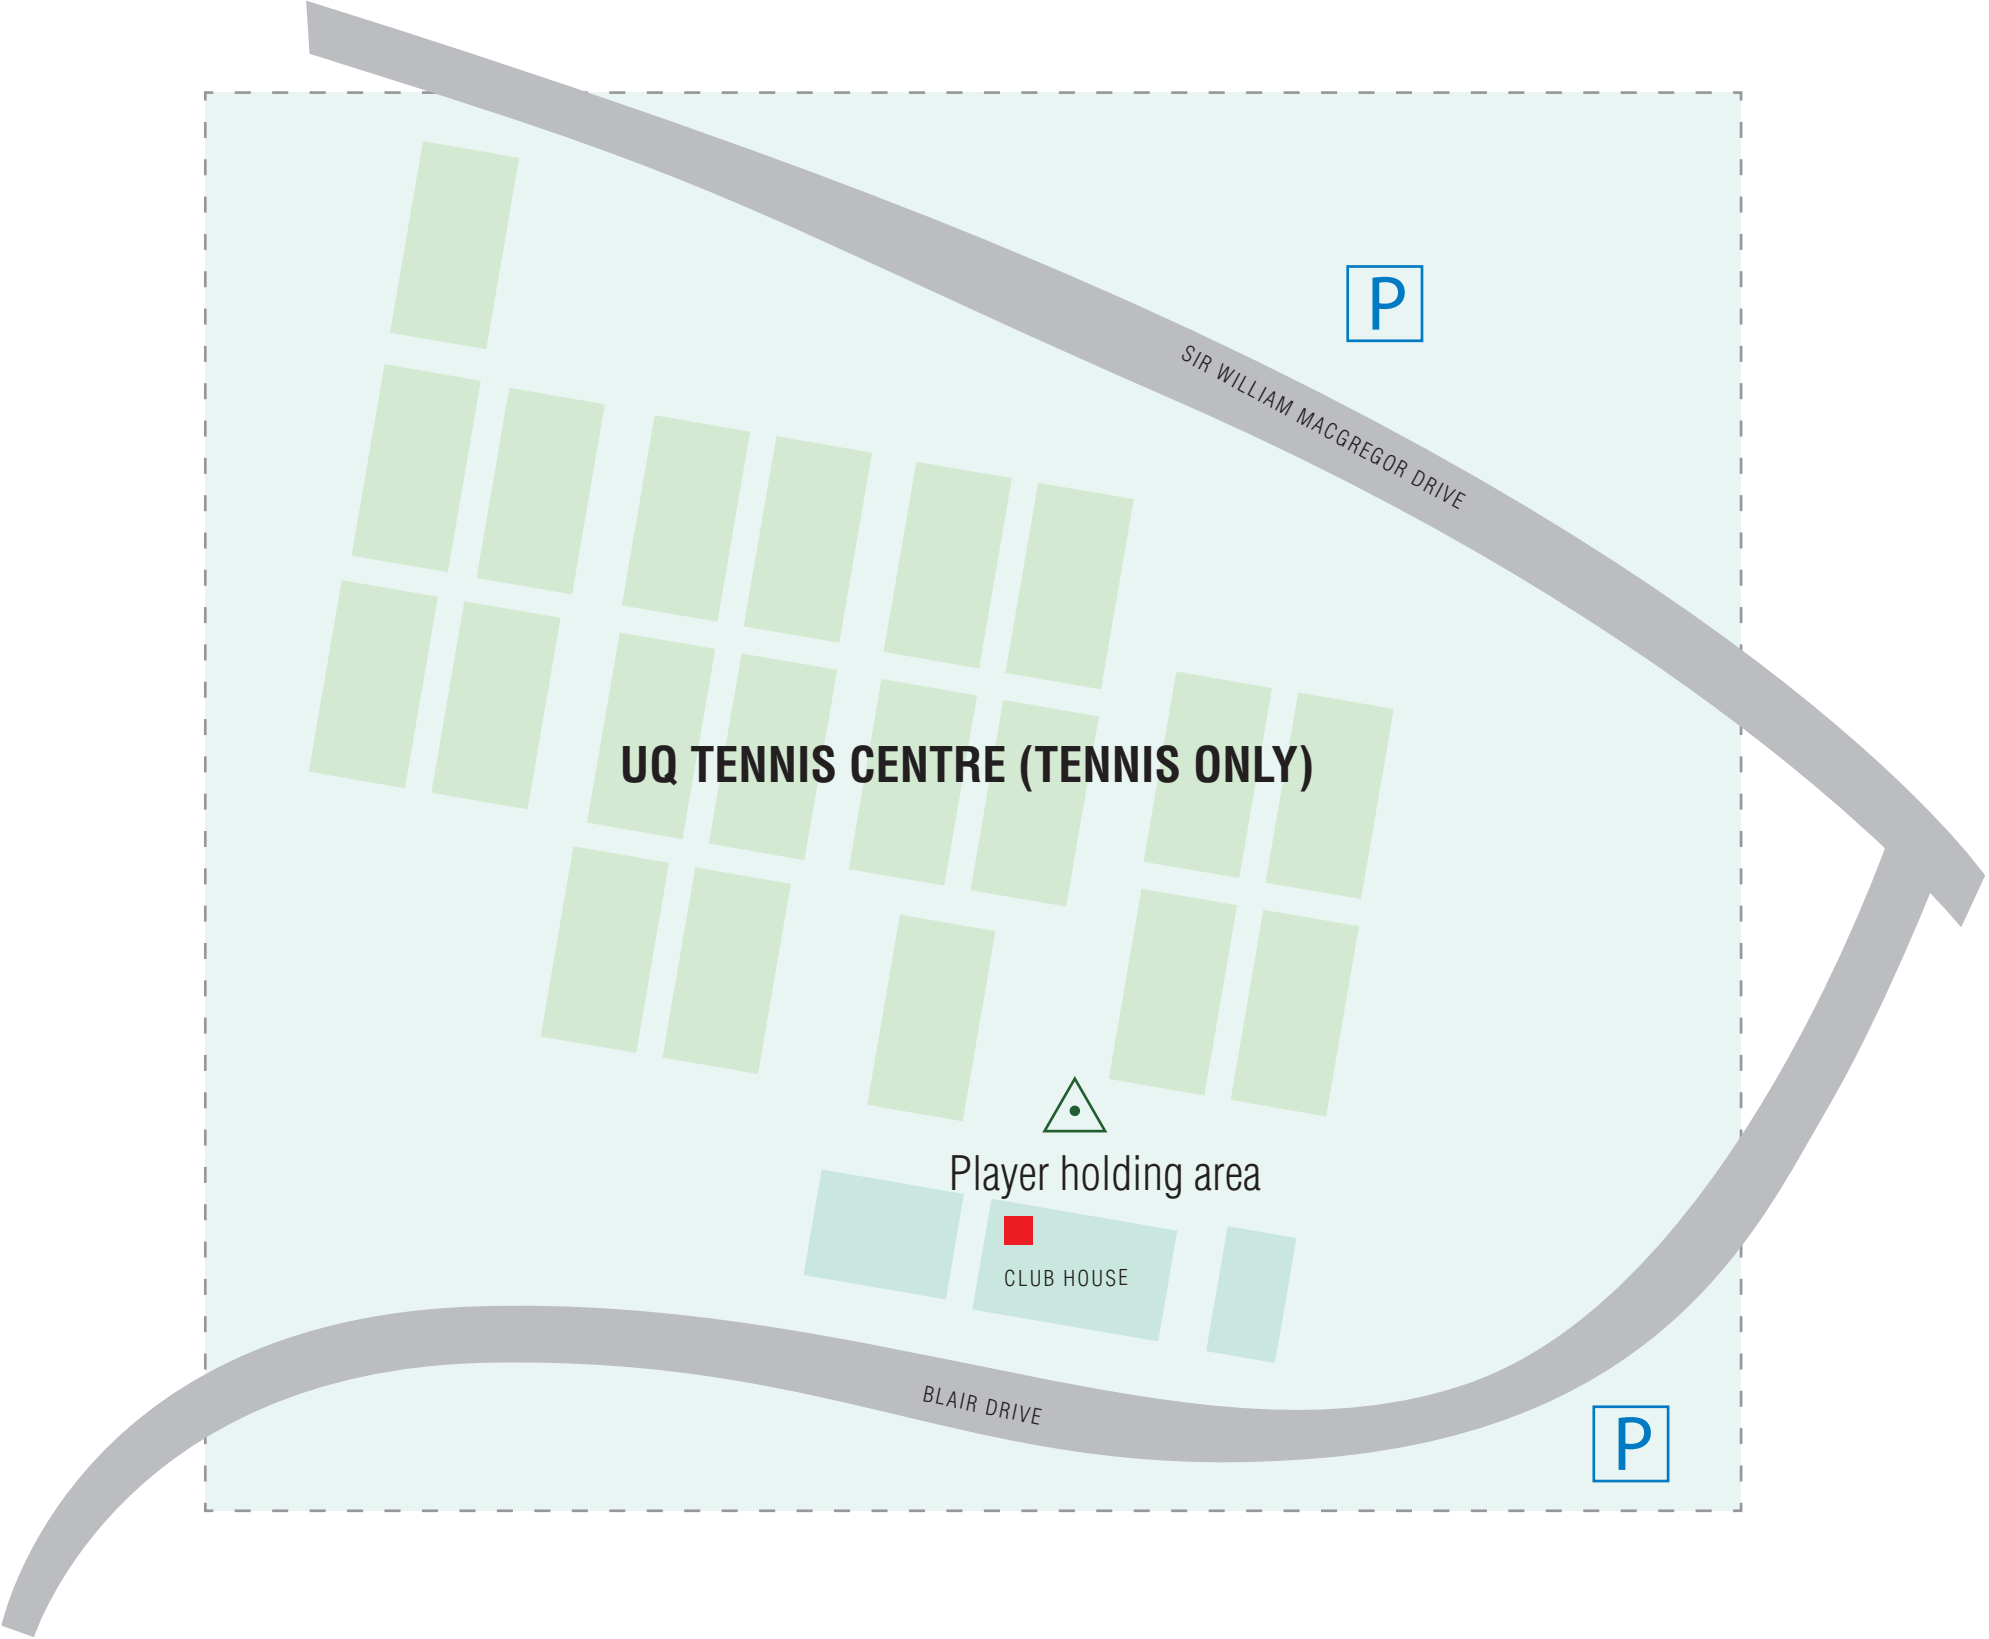 P
SIR WILLIAM MACGREGOR DRIVE
UQ TENNIS CENTRE (TENNIS ONLY)
Player holding area
CLUB HOUSE
BLAIR DRIVE
P